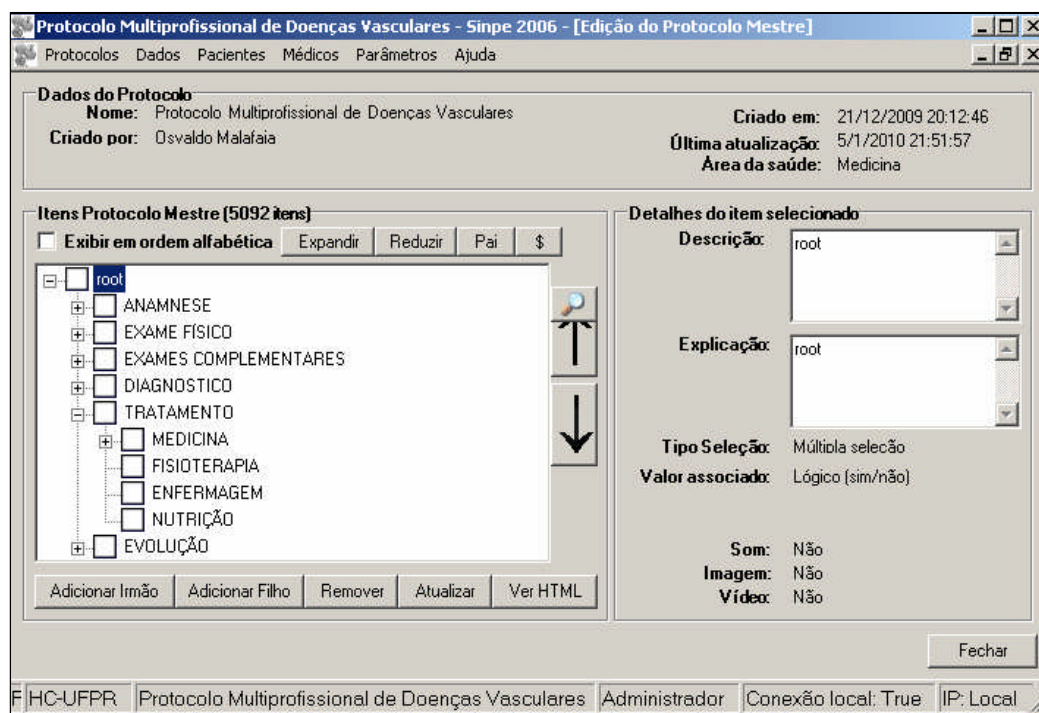 Protocolo Multiprofissional de Doenças Vasculares - Sinpe 2006 - [Edição do Protocolo Mestre]
Protocolos Dados Pacientes Médicos Parâmetros Ajuda
Dados do Protocolo
Nome: Protocolo Multiprofissional de Doenças Vasculares
Criado por: Osvaldo Malafaia
Criado em: 21/12/2009 20:12:46
Última atualização: 5/1/2010 21:51:57
Área da saúde: Medicina
Itens Protocolo Mestre (5092 itens)
Exibir em ordem alfabética Expandir Reduzir Pai $
root
ANAMNESE
EXAME FÍSICO
EXAMES COMPLEMENTARES
DIAGNOSTICO
TRATAMENTO
MEDICINA
FISIOTERAPIA
ENFERMAGEM
NUTRIÇÃO
EVOLUÇÃO
Adicionar Irmão Adicionar Filho Remover Atualizar Ver HTML
Detalhes do item selecionado
Descrição: root
Explicação: root
Tipo Seleção: Múltipla selecão
Valor associado: Lógico (sim/não)
Som: Não
Imagem: Não
Vídeo: Não
Fechar
F HC-UFPR Protocolo Multiprofissional de Doenças Vasculares Administrador Conexão local: True IP: Local